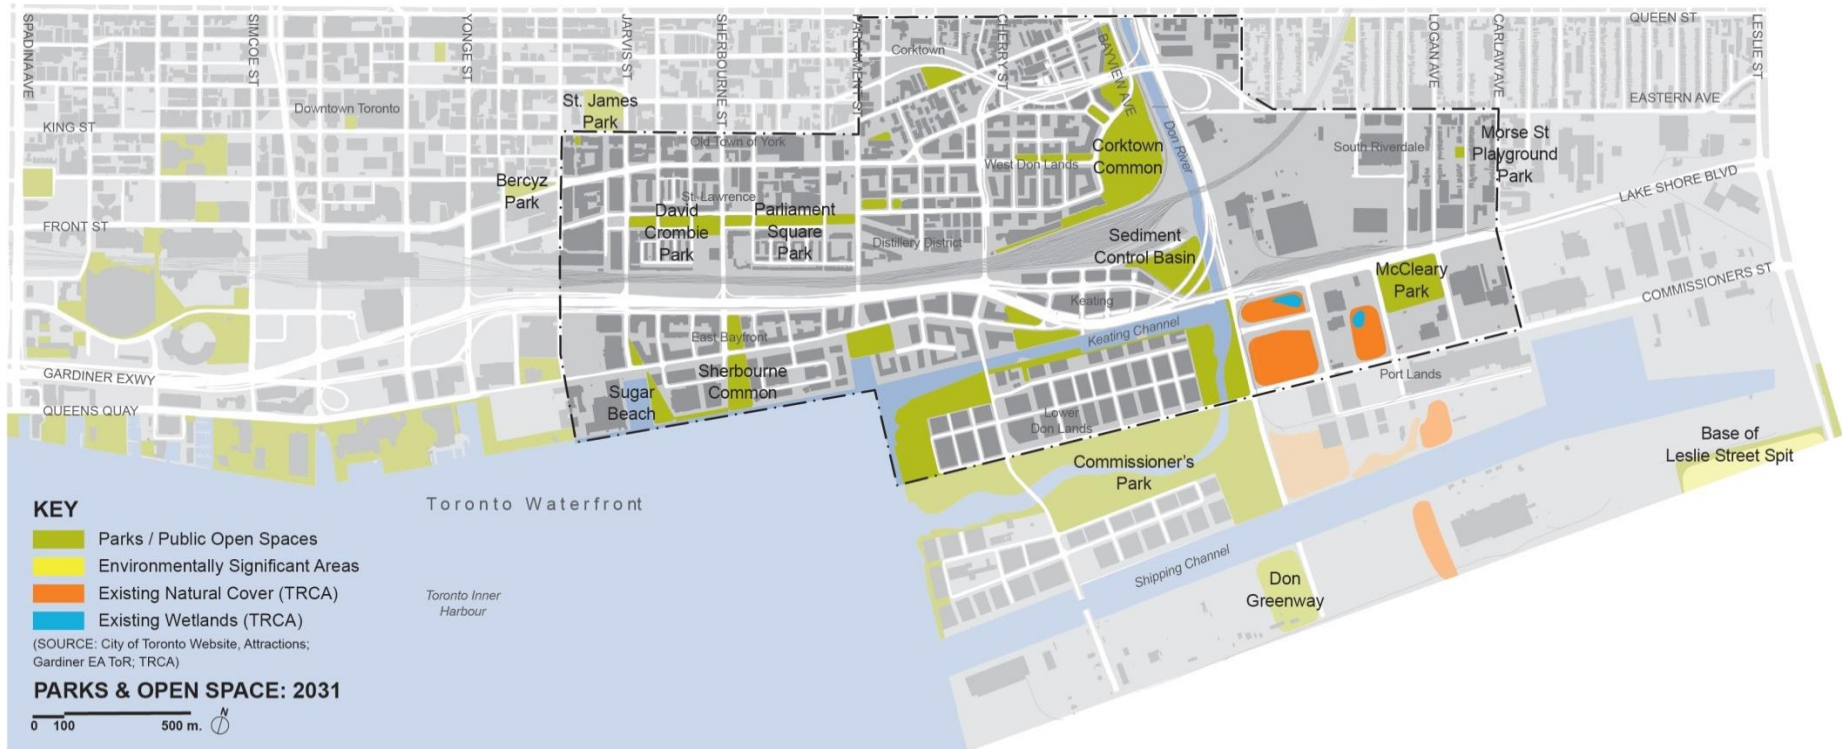 SPADINA AVE
SIMCOE ST
YONGE ST
JARVIS ST
SHERBOURNE ST
PARLIAMENT ST
CHERRY ST
BAYVIEW AVE
LOGAN AVE
CARLAW AVE
LESLIE ST
QUEEN ST
EASTERN AVE
KING ST
FRONT ST
LAKE SHORE BLVD
COMMISSIONERS ST
GARDINER EXWY
QUEENS QUAY
Corktown
Downtown Toronto
St. James
Park
Old Town of York
West Don Lands
Corktown
Common
Don River
South Riverdale
Morse St
Playground
Park
Bercyz
Park
St. Lawrence
David
Crombie
Park
Parliament
Square
Park
Distillery District
Sediment
Control Basin
McCleary
Park
Keating
Keating Channel
East Bayfront
Sugar
Beach
Sherbourne
Common
Port Lands
Lower
Don Lands
Commissioner's
Park
Base of
Leslie Street Spit
Shipping Channel
Don
Greenway
Toronto Waterfront
Toronto Inner
Harbour
KEY
Parks / Public Open Spaces
Environmentally Significant Areas
Existing Natural Cover (TRCA)
Existing Wetlands (TRCA)
(SOURCE: City of Toronto Website, Attractions;
Gardiner EA ToR; TRCA)
PARKS & OPEN SPACE: 2031
0 100 500 m.
N